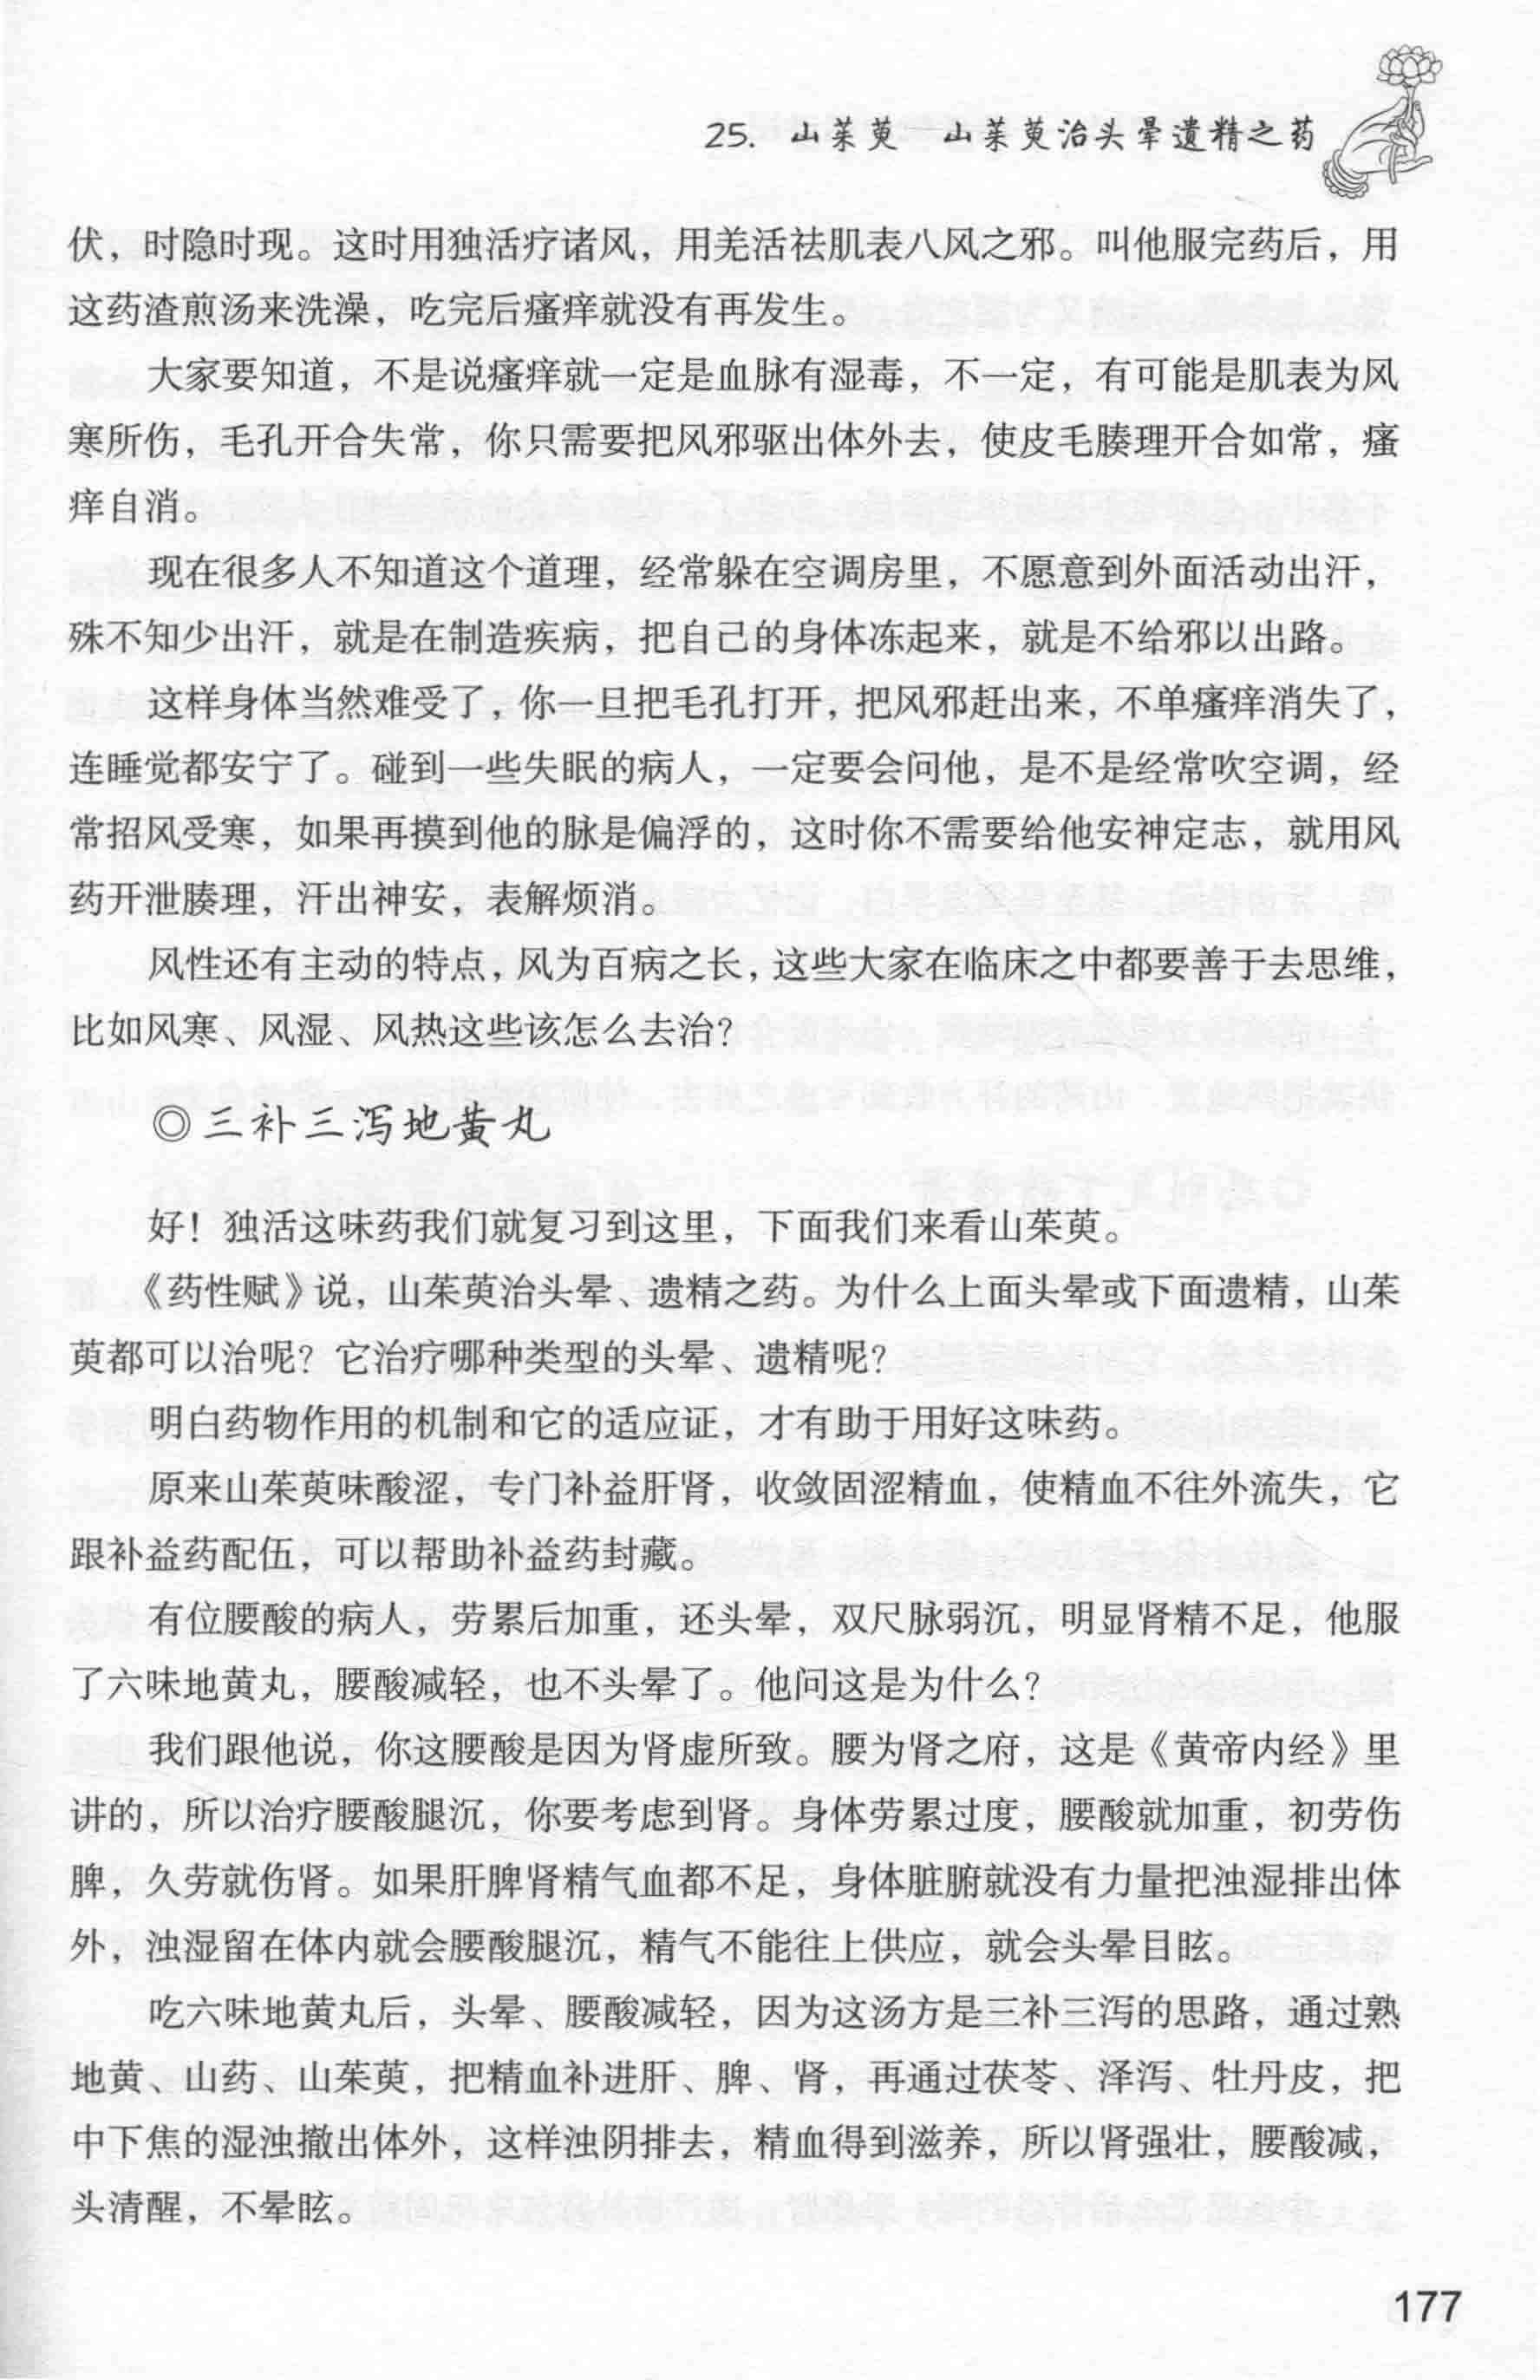 25. 山茱萸 山茱萸治头晕遗精之药
伏，时隐时现。这时用独活疗诸风，用羌活祛肌表八风之邪。叫他服完药后，用
这药渣煎汤来洗澡，吃完后瘙痒就没有再发生。
大家要知道，不是说瘙痒就一定是血脉有湿毒，不一定，有可能是肌表为风
寒所伤，毛孔开合失常，你只需要把风邪驱出体外去，使皮毛腠理开合如常，瘙
痒自消。
现在很多人不知道这个道理，经常躲在空调房里，不愿意到外面活动出汗，
殊不知少出汗，就是在制造疾病，把自己的身体冻起来，就是不给邪以出路。
这样身体当然难受了，你一旦把毛孔打开，把风邪赶出来，不单瘙痒消失了，
连睡觉都安宁了。碰到一些失眠的病人，一定要会问他，是不是经常吹空调，经
常招风受寒，如果再摸到他的脉是偏浮的，这时你不需要给他安神定志，就用风
药开泄腠理，汗出神安，表解烦消。
风性还有主动的特点，风为百病之长，这些大家在临床之中都要善于去思维，
比如风寒、风湿、风热这些该怎么去治？
◎三补三泻地黄丸
好！独活这味药我们就复习到这里，下面我们来看山茱萸。
《药性赋》说，山茱萸治头晕、遗精之药。为什么上面头晕或下面遗精，山茱
萸都可以治呢？它治疗哪种类型的头晕、遗精呢？
明白药物作用的机制和它的适应证，才有助于用好这味药。
原来山茱萸味酸涩，专门补益肝肾，收敛固涩精血，使精血不往外流失，它
跟补益药配伍，可以帮助补益药封藏。
有位腰酸的病人，劳累后加重，还头晕，双尺脉弱沉，明显肾精不足，他服
了六味地黄丸，腰酸减轻，也不头晕了。他问这是为什么？
我们跟他说，你这腰酸是因为肾虚所致。腰为肾之府，这是《黄帝内经》里
讲的，所以治疗腰酸腿沉，你要考虑到肾。身体劳累过度，腰酸就加重，初劳伤
脾，久劳就伤肾。如果肝脾肾精气血都不足，身体脏腑就没有力量把浊湿排出体
外，浊湿留在体内就会腰酸腿沉，精气不能往上供应，就会头晕目眩。
吃六味地黄丸后，头晕、腰酸减轻，因为这汤方是三补三泻的思路，通过熟
地黄、山药、山茱萸，把精血补进肝、脾、肾，再通过茯苓、泽泻、牡丹皮，把
中下焦的湿浊撤出体外，这样浊阴排去，精血得到滋养，所以肾强壮，腰酸减，
头清醒，不晕眩。
177